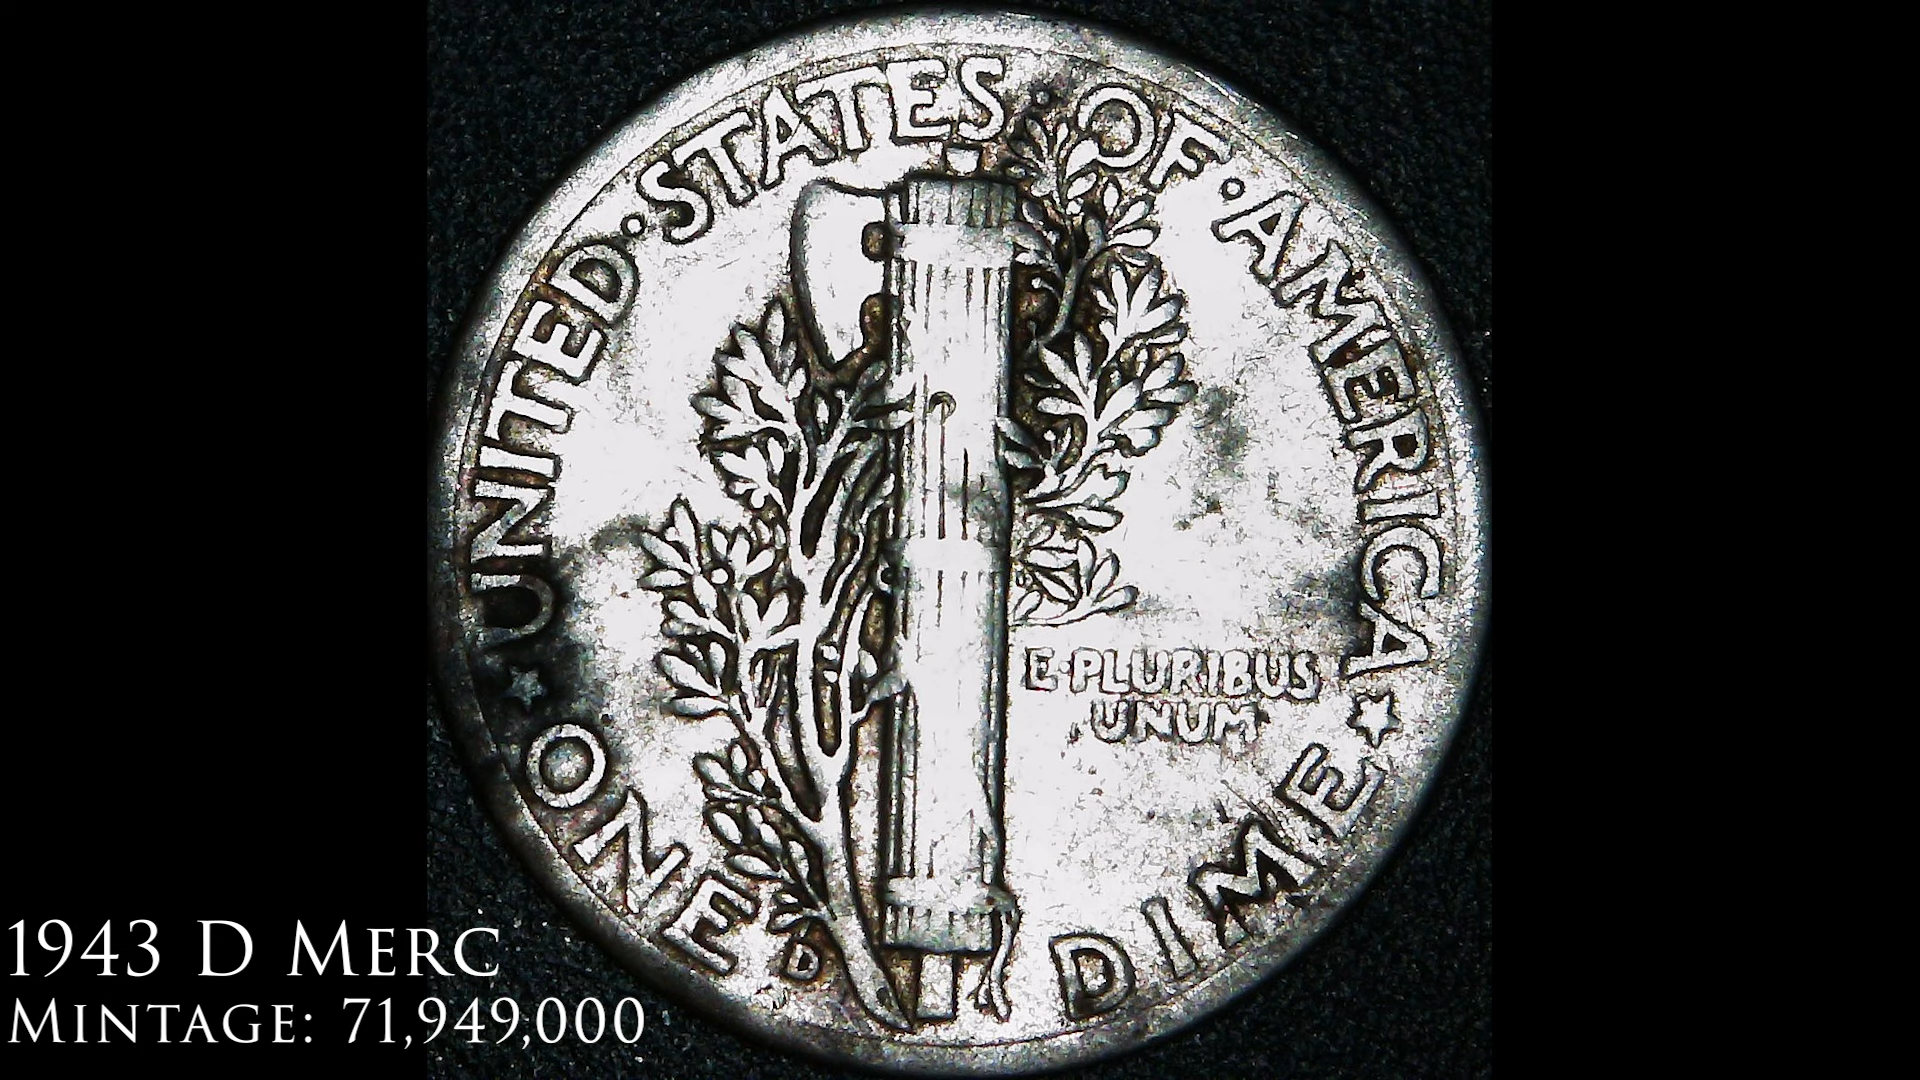 UNITED · STATES · OF · AMERICA
E · PLURIBUS
UNUM
ONE DIME
D
1943 D Merc
Mintage: 71,949,000